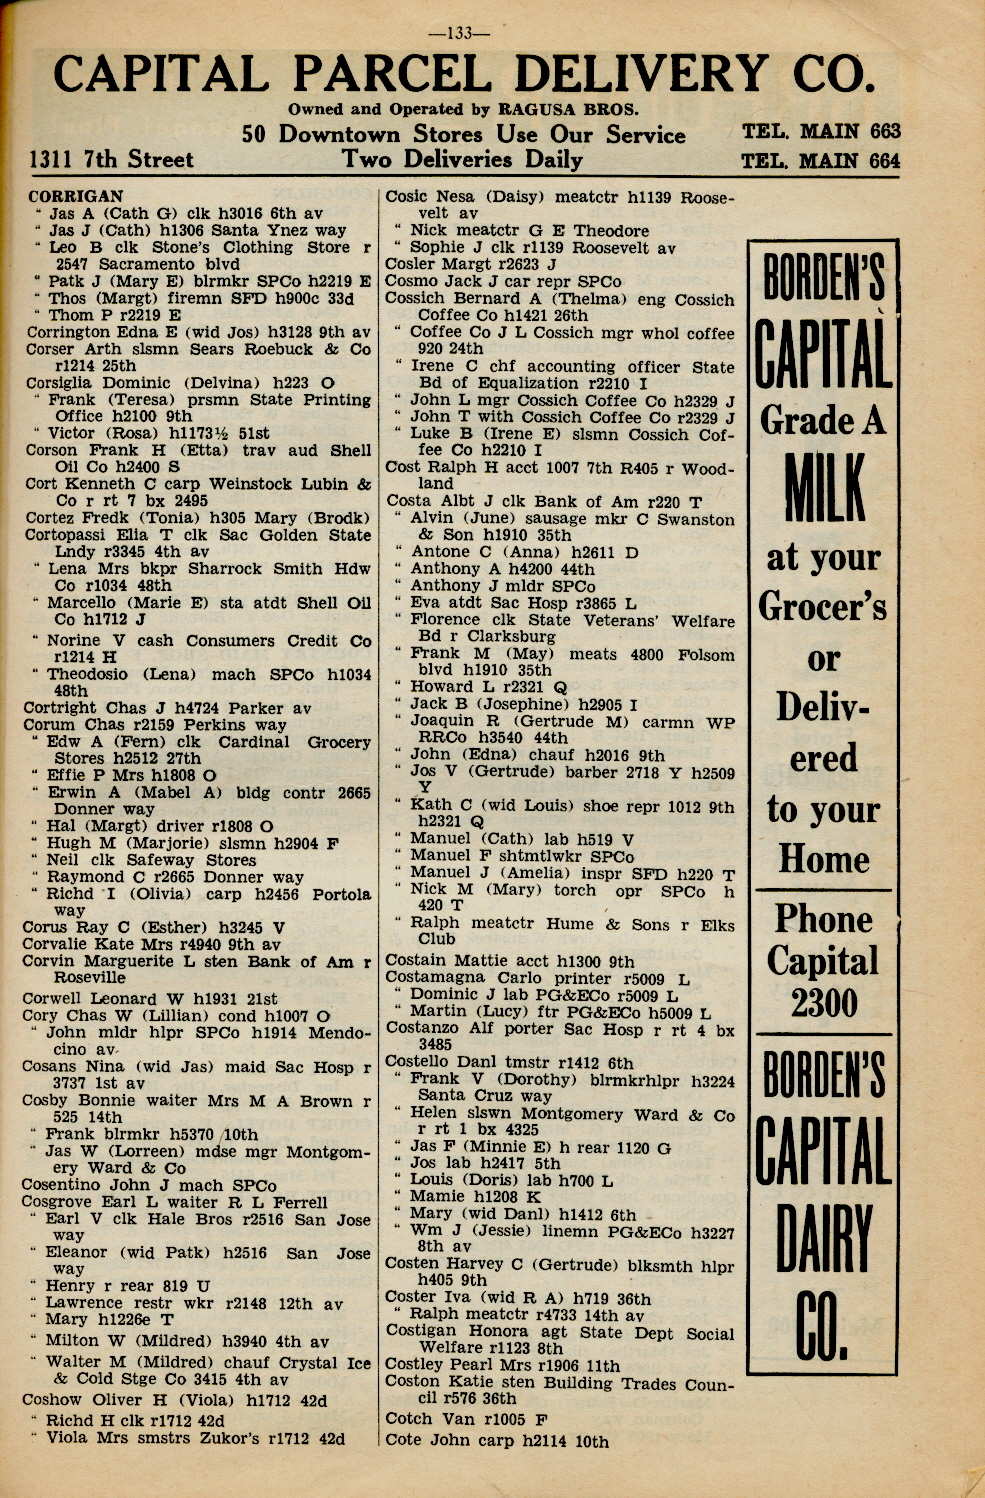 —133—
CAPITAL PARCEL DELIVERY CO.
Owned and Operated by RAGUSA BROS.
50 Downtown Stores Use Our Service
TEL. MAIN 663
1311 7th Street
Two Deliveries Daily
TEL. MAIN 664
CORRIGAN
" Jas A (Cath G) clk h3016 6th av
" Jas J (Cath) h1306 Santa Ynez way
" Leo B clk Stone's Clothing Store r
2547 Sacramento blvd
" Patk J (Mary E) blrmkr SPCo h2219 E
" Thos (Margt) firemn SFD h900c 33d
" Thom P r2219 E
Corrington Edna E (wid Jos) h3128 9th av
Corser Arth slsmn Sears Roebuck & Co
r1214 25th
Corsiglia Dominic (Delvina) h223 O
" Frank (Teresa) prsmn State Printing
Office h2100 9th
" Victor (Rosa) h1173½ 51st
Corson Frank H (Etta) trav aud Shell
Oil Co h2400 S
Cort Kenneth C carp Weinstock Lubin &
Co r rt 7 bx 2495
Cortez Fredk (Tonia) h305 Mary (Brodk)
Cortopassi Elia T clk Sac Golden State
Lndy r3345 4th av
" Lena Mrs bkpr Sharrock Smith Hdw
Co r1034 48th
" Marcello (Marie E) sta atdt Shell Oil
Co h1712 J
" Norine V cash Consumers Credit Co
r1214 H
" Theodosio (Lena) mach SPCo h1034
48th
Cortright Chas J h4724 Parker av
Corum Chas r2159 Perkins way
" Edw A (Fern) clk Cardinal Grocery
Stores h2512 27th
" Effie P Mrs h1808 O
" Erwin A (Mabel A) bldg contr 2665
Donner way
" Hal (Margt) driver r1808 O
" Hugh M (Marjorie) slsmn h2904 F
" Neil clk Safeway Stores
" Raymond C r2665 Donner way
" Richd I (Olivia) carp h2456 Portola
way
Corus Ray C (Esther) h3245 V
Corvalie Kate Mrs r4940 9th av
Corvin Marguerite L sten Bank of Am r
Roseville
Corwell Leonard W h1931 21st
Cory Chas W (Lillian) cond h1007 O
" John mldr hlpr SPCo h1914 Mendo-
cino av
Cosans Nina (wid Jas) maid Sac Hosp r
3737 1st av
Cosby Bonnie waiter Mrs M A Brown r
525 14th
" Frank blrmkr h5370 10th
" Jas W (Lorreen) mdse mgr Montgom-
ery Ward & Co
Cosentino John J mach SPCo
Cosgrove Earl L waiter R L Ferrell
" Earl V clk Hale Bros r2516 San Jose
way
" Eleanor (wid Patk) h2516 San Jose
way
" Henry r rear 819 U
" Lawrence restr wkr r2148 12th av
" Mary h1226e T
" Milton W (Mildred) h3940 4th av
" Walter M (Mildred) chauf Crystal Ice
& Cold Stge Co 3415 4th av
Coshow Oliver H (Viola) h1712 42d
" Richd H clk r1712 42d
" Viola Mrs smstrs Zukor's r1712 42d
Cosic Nesa (Daisy) meatctr h1139 Roose-
velt av
" Nick meatctr G E Theodore
" Sophie J clk r1139 Roosevelt av
Cosler Margt r2623 J
Cosmo Jack J car repr SPCo
Cossich Bernard A (Thelma) eng Cossich
Coffee Co h1421 26th
" Coffee Co J L Cossich mgr whol coffee
920 24th
" Irene C chf accounting officer State
Bd of Equalization r2210 I
" John L mgr Cossich Coffee Co h2329 J
" John T with Cossich Coffee Co r2329 J
" Luke B (Irene E) slsmn Cossich Cof-
fee Co h2210 I
Cost Ralph H acct 1007 7th R405 r Wood-
land
Costa Albt J clk Bank of Am r220 T
" Alvin (June) sausage mkr C Swanston
& Son h1910 35th
" Antone C (Anna) h2611 D
" Anthony A h4200 44th
" Anthony J mldr SPCo
" Eva atdt Sac Hosp r3865 L
" Florence clk State Veterans' Welfare
Bd r Clarksburg
" Frank M (May) meats 4800 Folsom
blvd h1910 35th
" Howard L r2321 Q
" Jack B (Josephine) h2905 I
" Joaquin R (Gertrude M) carmn WP
RRCo h3540 44th
" John (Edna) chauf h2016 9th
" Jos V (Gertrude) barber 2718 Y h2509
Y
" Kath C (wid Louis) shoe repr 1012 9th
h2321 Q
" Manuel (Cath) lab h519 V
" Manuel F shtmtlwkr SPCo
" Manuel J (Amelia) inspr SFD h220 T
" Nick M (Mary) torch opr SPCo h
420 T
" Ralph meatctr Hume & Sons r Elks
Club
Costain Mattie acct h1300 9th
Costamagna Carlo printer r5009 L
" Dominic J lab PG&ECo r5009 L
" Martin (Lucy) ftr PG&ECo h5009 L
Costanzo Alf porter Sac Hosp r rt 4 bx
3485
Costello Danl tmstr r1412 6th
" Frank V (Dorothy) blrmkrhlpr h3224
Santa Cruz way
" Helen slswn Montgomery Ward & Co
r rt 1 bx 4325
" Jas F (Minnie E) h rear 1120 G
" Jos lab h2417 5th
" Louis (Doris) lab h700 L
" Mamie h1208 K
" Mary (wid Danl) h1412 6th
" Wm J (Jessie) linemn PG&ECo h3227
8th av
Costen Harvey C (Gertrude) blksmth hlpr
h405 9th
Coster Iva (wid R A) h719 36th
" Ralph meatctr r4733 14th av
Costigan Honora agt State Dept Social
Welfare r1123 8th
Costley Pearl Mrs r1906 11th
Coston Katie sten Building Trades Coun-
cil r576 36th
Cotch Van r1005 F
Cote John carp h2114 10th
BORDEN'S
CAPITAL
Grade A
MILK
at your
Grocer's
or
Deliv-
ered
to your
Home
Phone
Capital
2300
BORDEN'S
CAPITAL
DAIRY
CO.